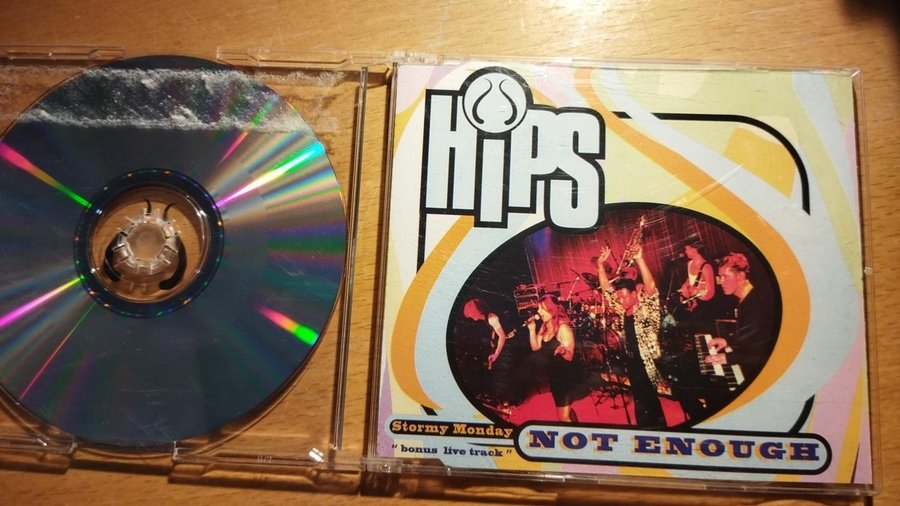 HiPS
Stormy Monday
"bonus live track"
NOT ENOUGH